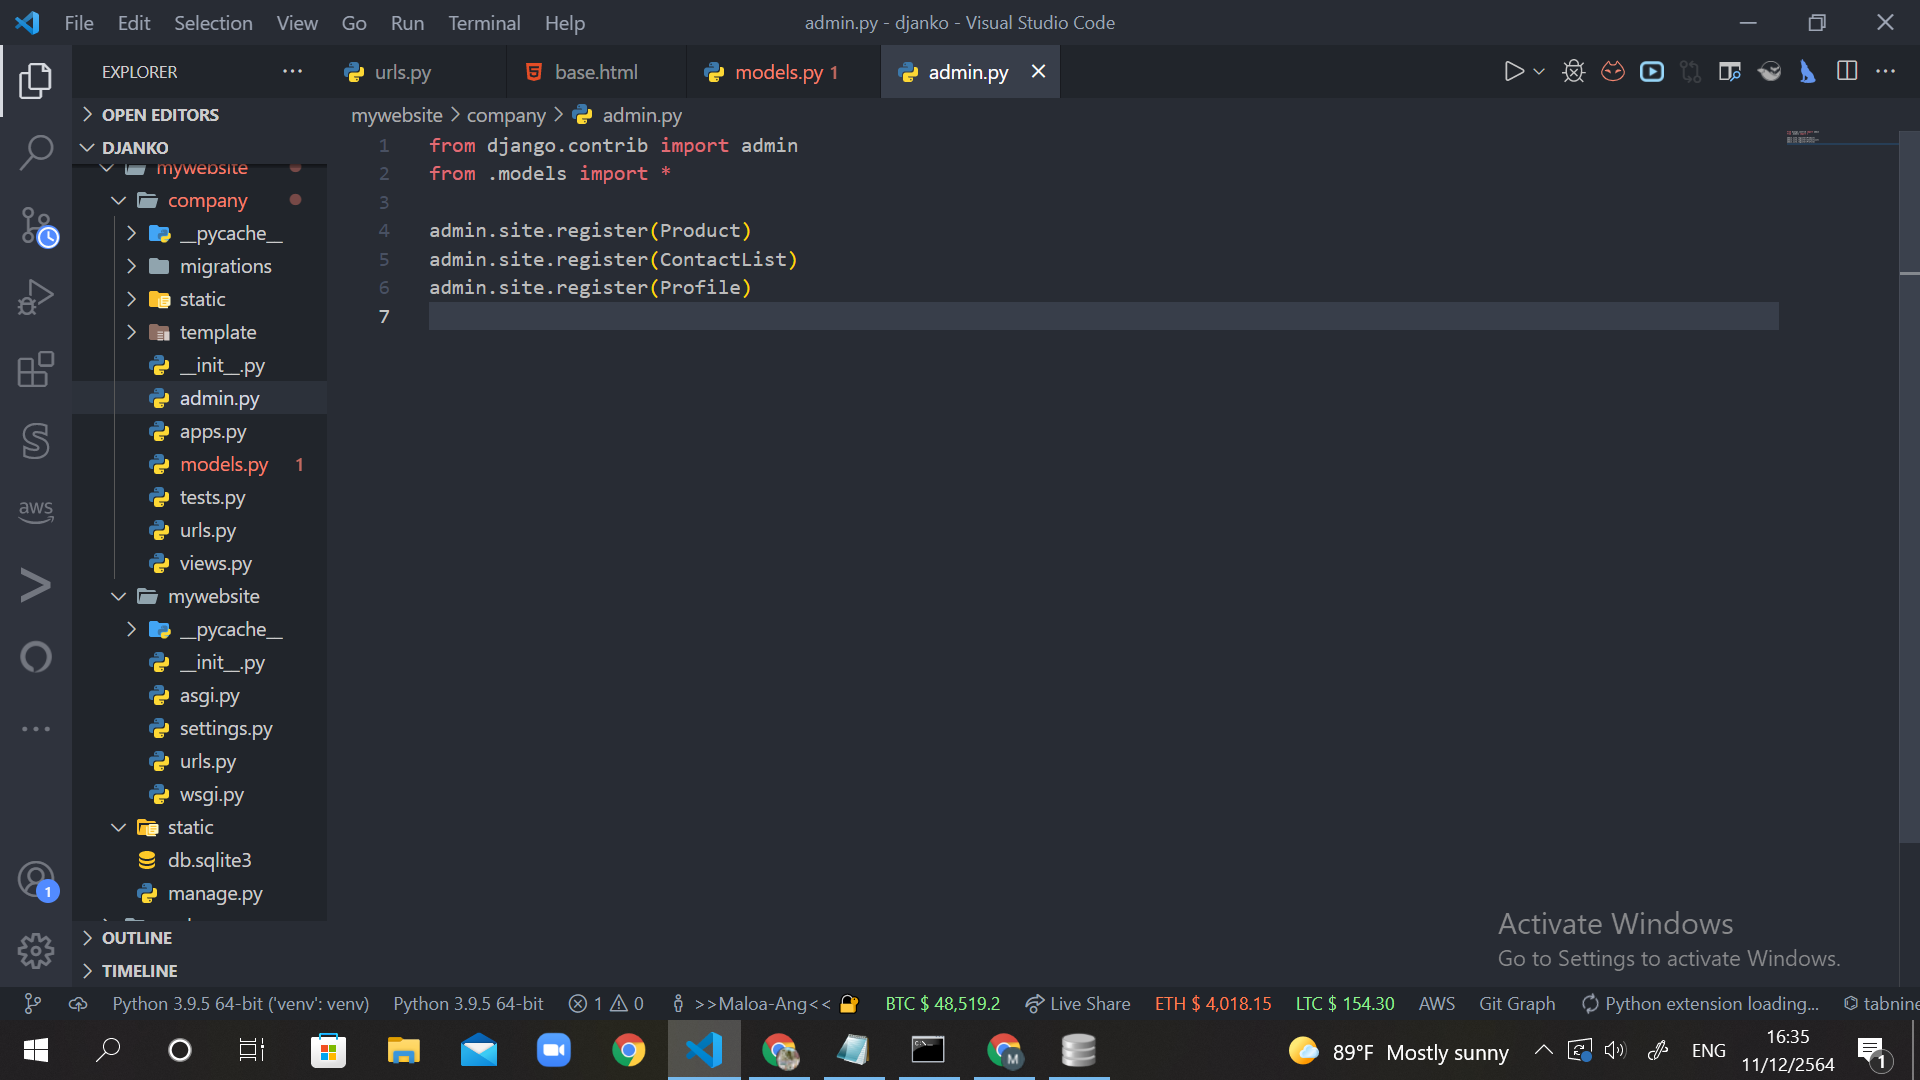 File Edit Selection View Go Run Terminal Help
admin.py - djanko - Visual Studio Code
EXPLORER
urls.py
base.html
models.py 1
admin.py
OPEN EDITORS
DJANKO
mywebsite
company
__pycache__
migrations
static
template
__init__.py
admin.py
apps.py
models.py 1
tests.py
urls.py
views.py
mywebsite
__pycache__
__init__.py
asgi.py
settings.py
urls.py
wsgi.py
static
db.sqlite3
manage.py
OUTLINE
TIMELINE
aws
1
mywebsite > company > admin.py
1 from django.contrib import admin
2 from .models import *
3
4 admin.site.register(Product)
5 admin.site.register(ContactList)
6 admin.site.register(Profile)
7
Activate Windows
Go to Settings to activate Windows.
Python 3.9.5 64-bit ('venv': venv) Python 3.9.5 64-bit 1 0 >>Maloa-Ang<< BTC $ 48,519.2 Live Share ETH $ 4,018.15 LTC $ 154.30 AWS Git Graph Python extension loading... tabnine
89°F Mostly sunny
ENG
16:35
11/12/2564
1
M